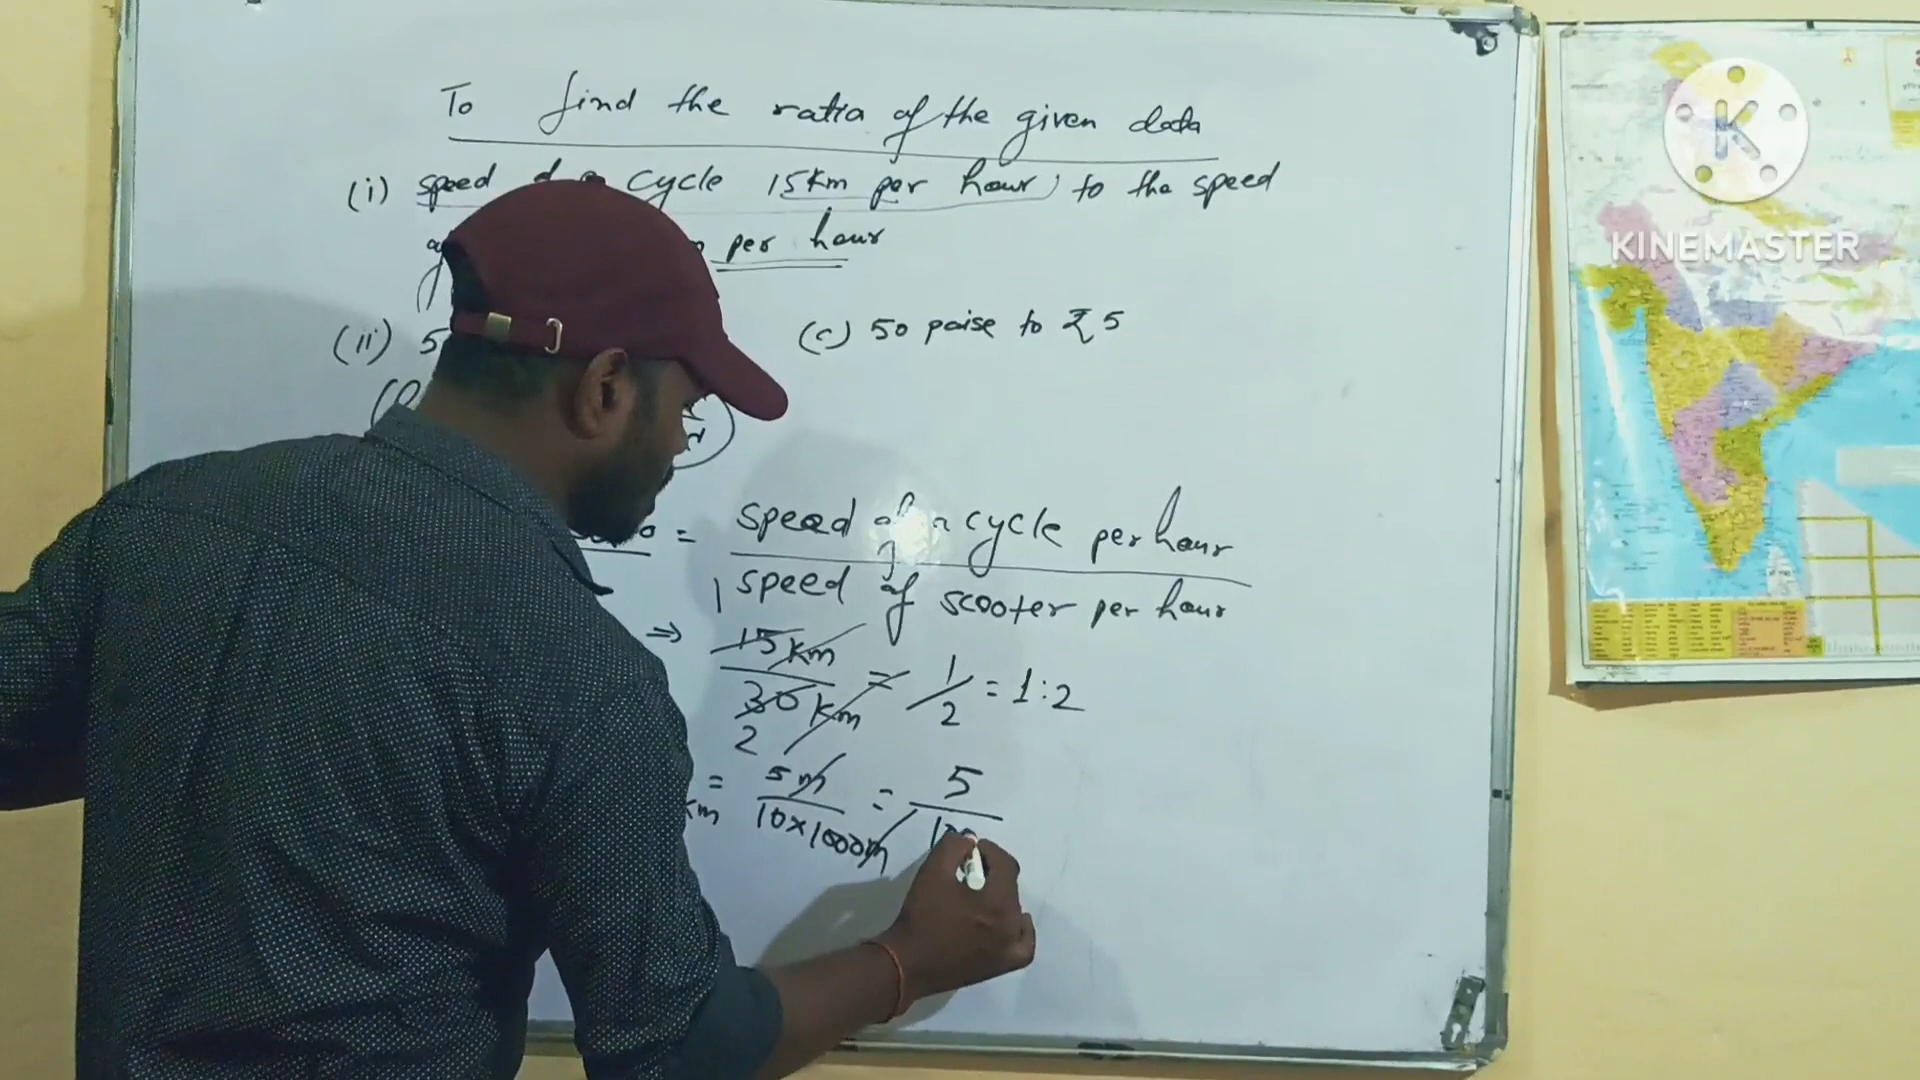 To find the ratio of the given data
(i) speed cycle 15km per hour to the speed
per hour
(ii) 5
(c) 50 paise to ₹5
= speed of a cycle per hour
speed of scooter per hour
1
⇒ 15km
30 km
2
= 1/2 = 1:2
km = 5m
10×1000m
= 5
KINEMASTER